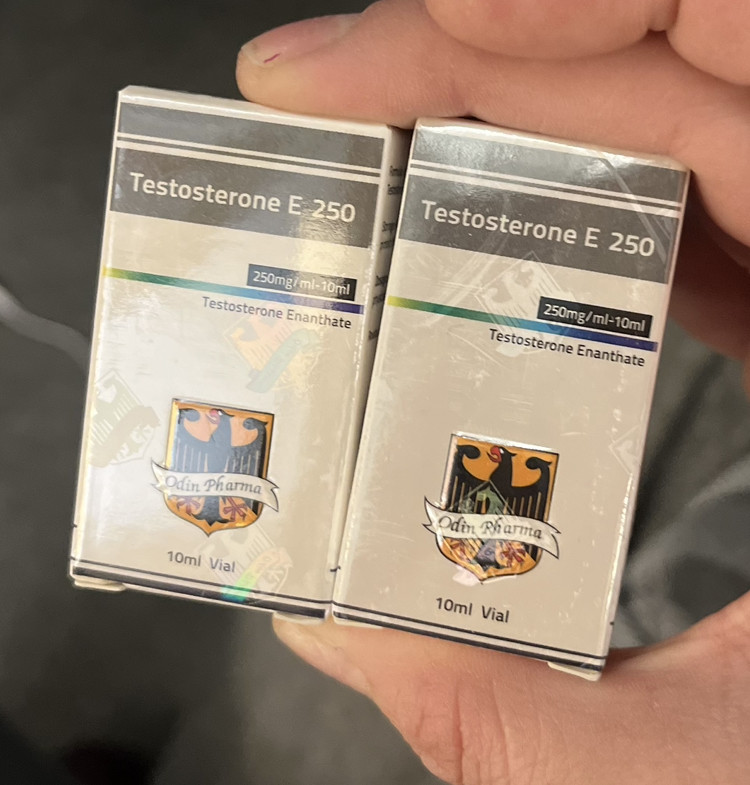 Testosterone E 250
250mg/ml-10ml
Testosterone Enanthate
Odin Pharma
10ml Vial
Testosterone E 250
250mg/ml-10ml
Testosterone Enanthate
Odin Pharma
10ml Vial